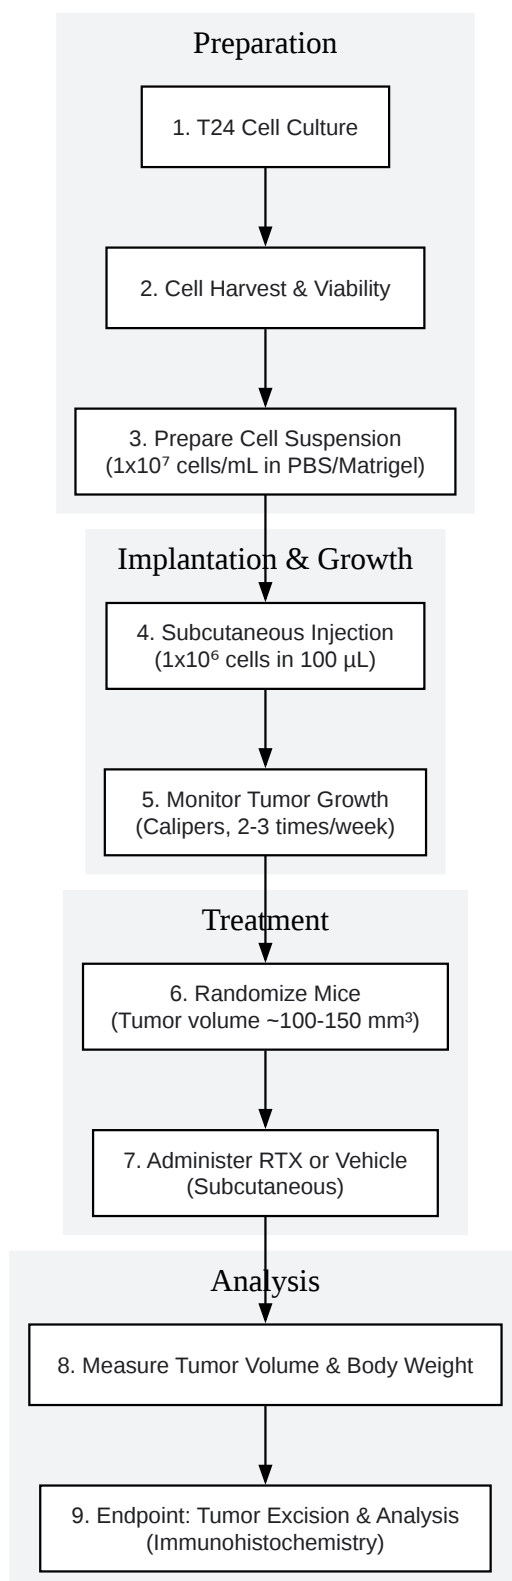 Preparation
1. T24 Cell Culture
2. Cell Harvest & Viability
3. Prepare Cell Suspension
(1x10⁷ cells/mL in PBS/Matrigel)
Implantation & Growth
4. Subcutaneous Injection
(1x10⁶ cells in 100 µL)
5. Monitor Tumor Growth
(Calipers, 2-3 times/week)
Treatment
6. Randomize Mice
(Tumor volume ~100-150 mm³)
7. Administer RTX or Vehicle
(Subcutaneous)
Analysis
8. Measure Tumor Volume & Body Weight
9. Endpoint: Tumor Excision & Analysis
(Immunohistochemistry)